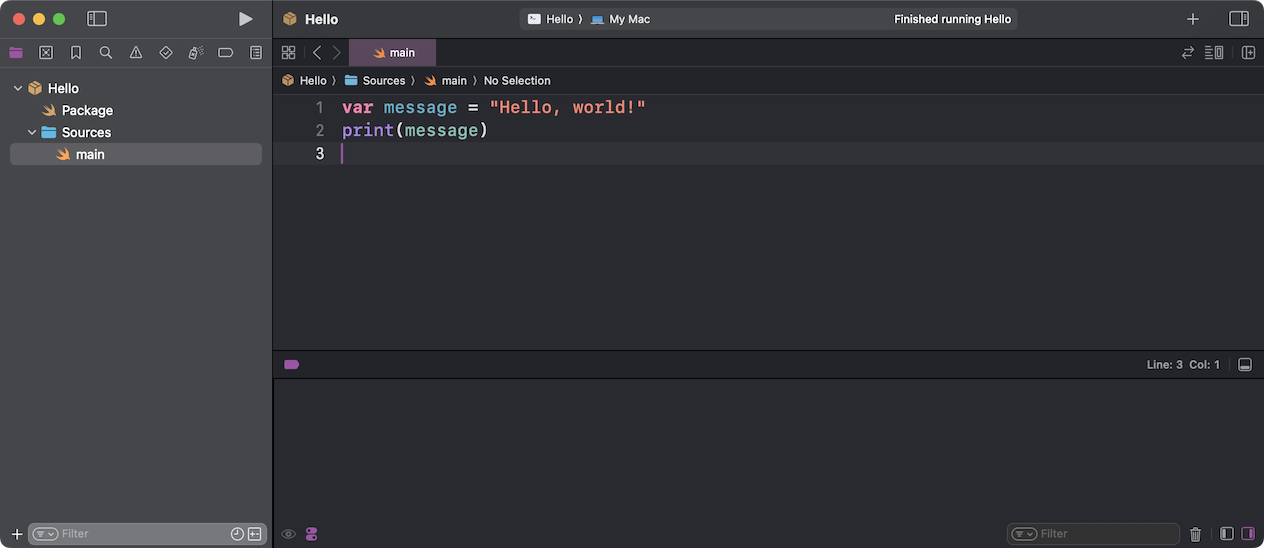 Hello
Hello 〉 My Mac
Finished running Hello
main
Hello 〉 Sources 〉 main 〉 No Selection
Hello
Package
Sources
main
1 var message = "Hello, world!"
2 print(message)
3
Line: 3 Col: 1
Filter
Filter